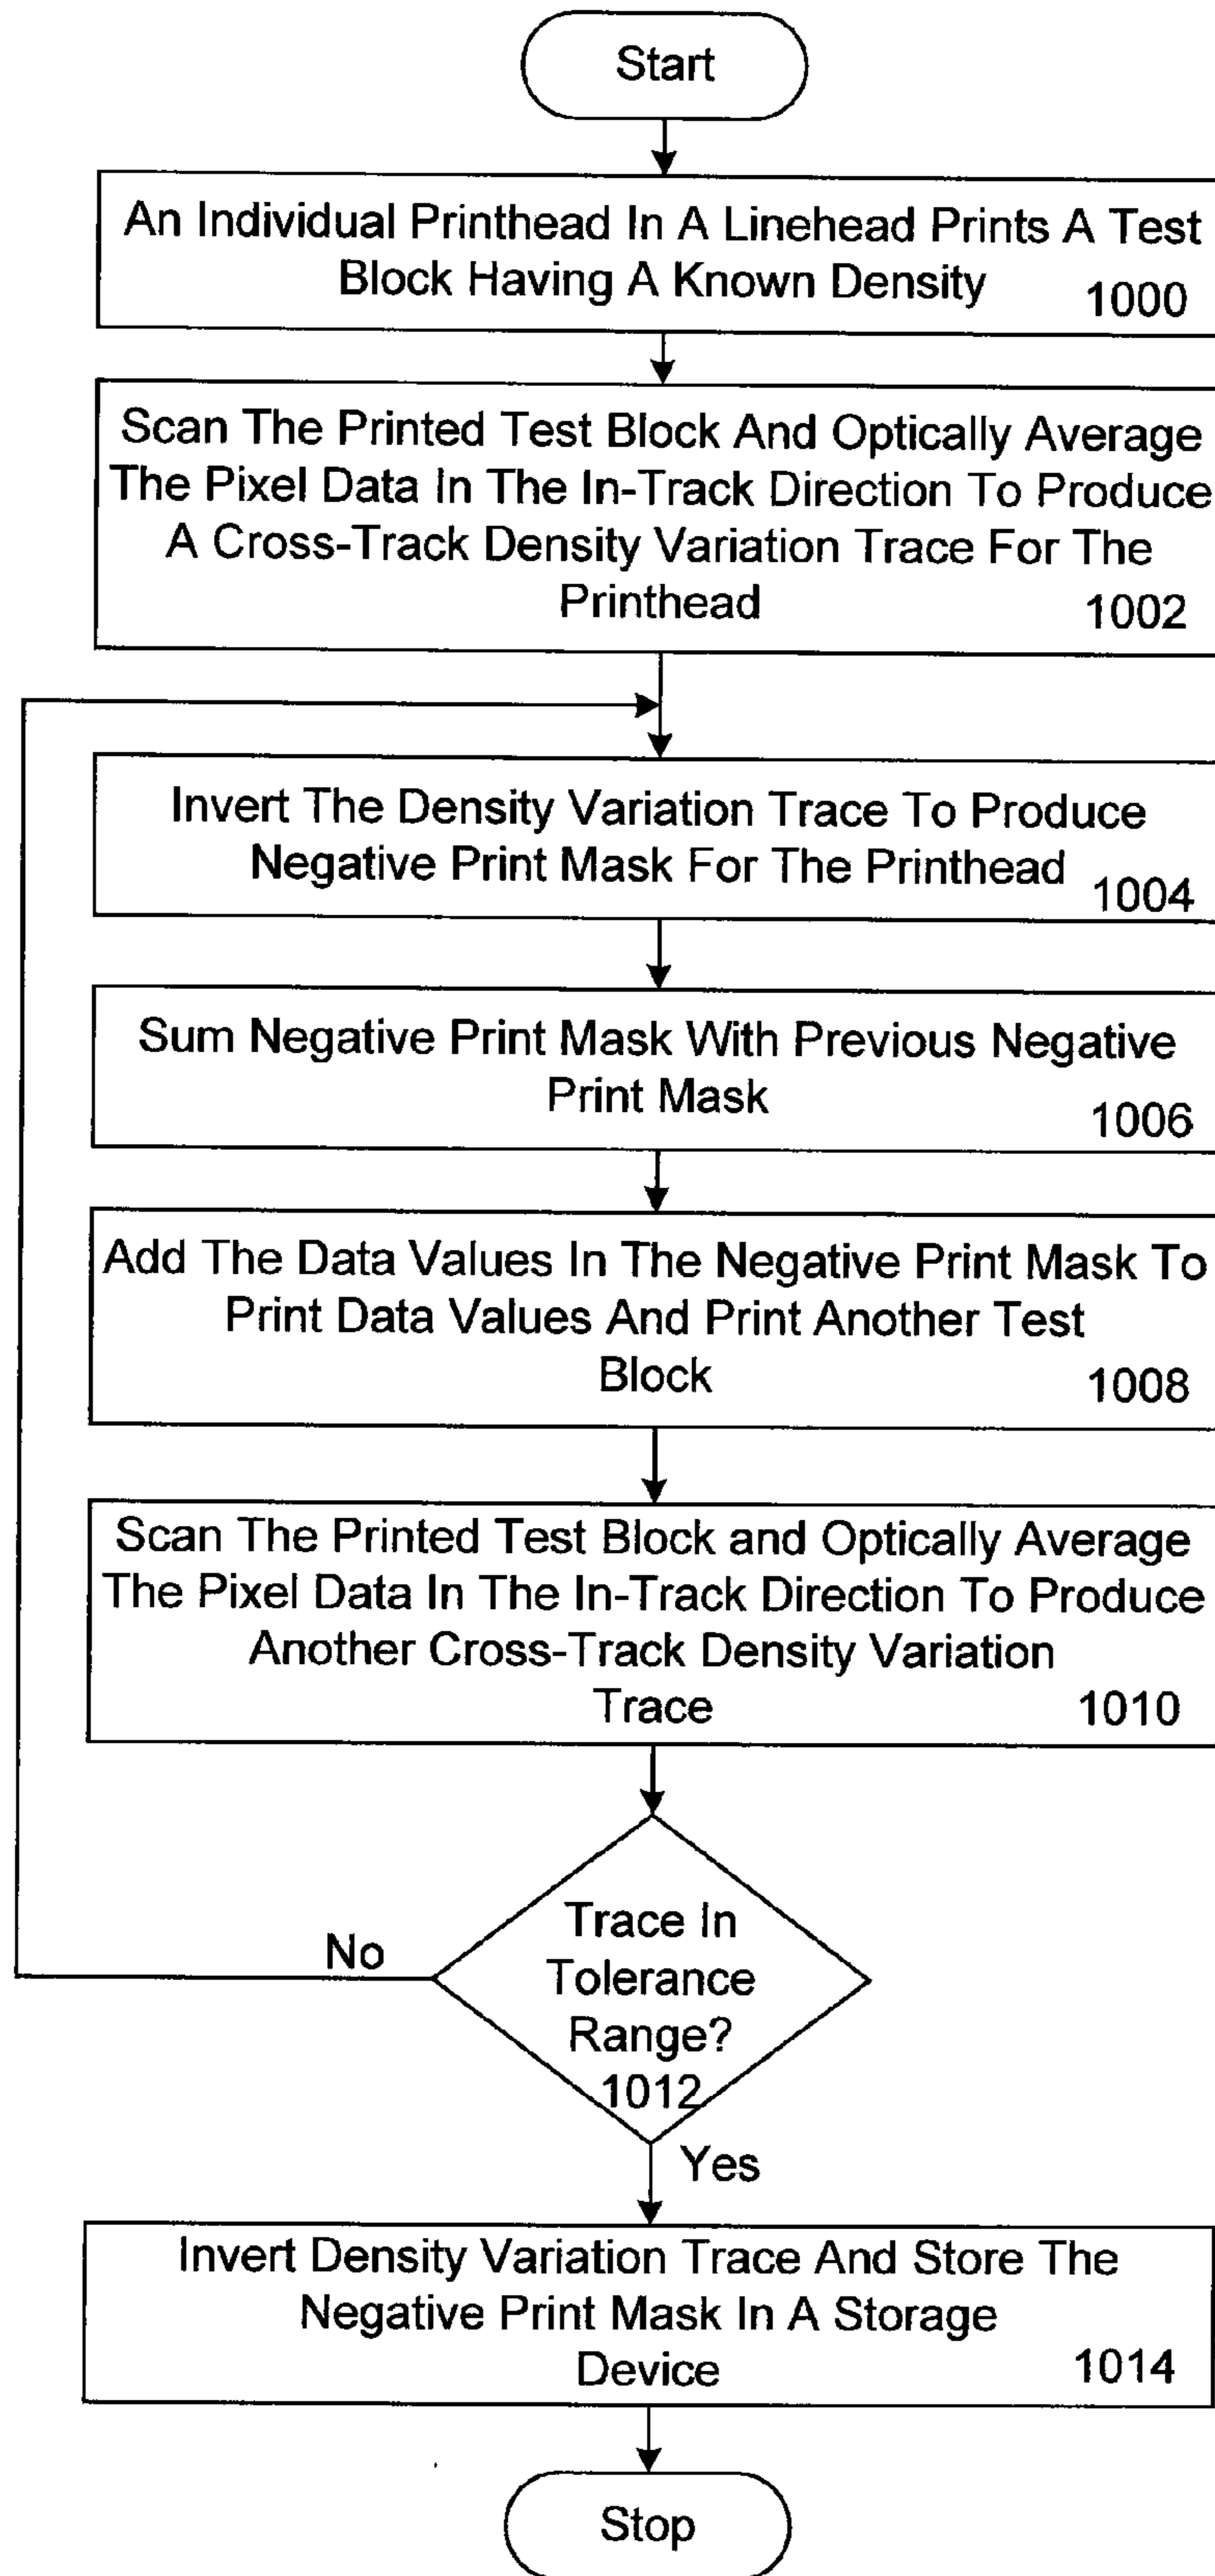 Start
An Individual Printhead In A Linehead Prints A Test
Block Having A Known Density
1000
Scan The Printed Test Block And Optically Average
The Pixel Data In The In-Track Direction To Produce
A Cross-Track Density Variation Trace For The
Printhead
1002
Invert The Density Variation Trace To Produce
Negative Print Mask For The Printhead
1004
Sum Negative Print Mask With Previous Negative
Print Mask
1006
Add The Data Values In The Negative Print Mask To
Print Data Values And Print Another Test
Block
1008
Scan The Printed Test Block and Optically Average
The Pixel Data In The In-Track Direction To Produce
Another Cross-Track Density Variation
Trace
1010
No
Trace In
Tolerance
Range?
1012
Yes
Invert Density Variation Trace And Store The
Negative Print Mask In A Storage
Device
1014
Stop